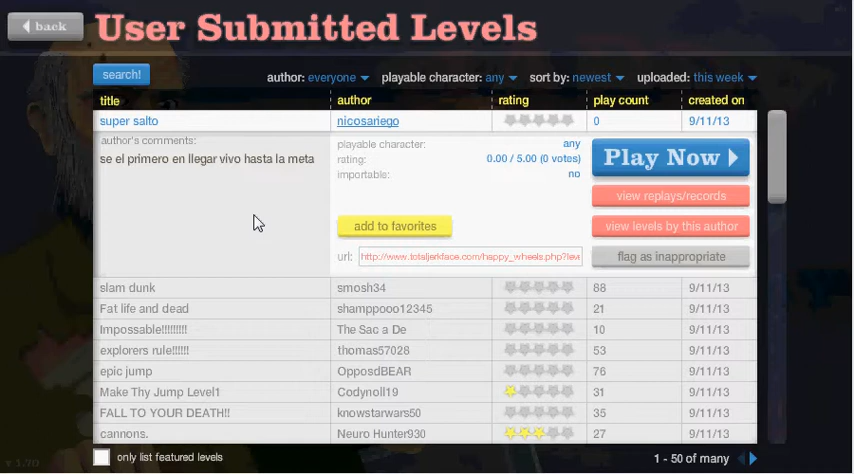 back
User Submitted Levels
search!
author: everyone playable character: any sort by: newest uploaded: this week
title author rating play count created on
super salto nicosariego 0 9/11/13
author's comments:
se el primero en llegar vivo hasta la meta
playable character: any
rating: 0.00 / 5.00 (0 votes)
importable: no
Play Now
view replays/records
add to favorites
view levels by this author
url: http://www.totaljerkface.com/happy_wheels.php?leve
flag as inappropriate
slam dunk smosh34 88 9/11/13
Fat life and dead shamppooo12345 21 9/11/13
Impossable!!!!!!!!! The Sac a De 10 9/11/13
explorers rule!!!!!! thomas57028 53 9/11/13
epic jump OpposdBEAR 76 9/11/13
Make Thy Jump Level1 Codynoll19 31 9/11/13
FALL TO YOUR DEATH!! knowstarwars50 35 9/11/13
cannons. Neuro Hunter930 27 9/11/13
only list featured levels 1 - 50 of many